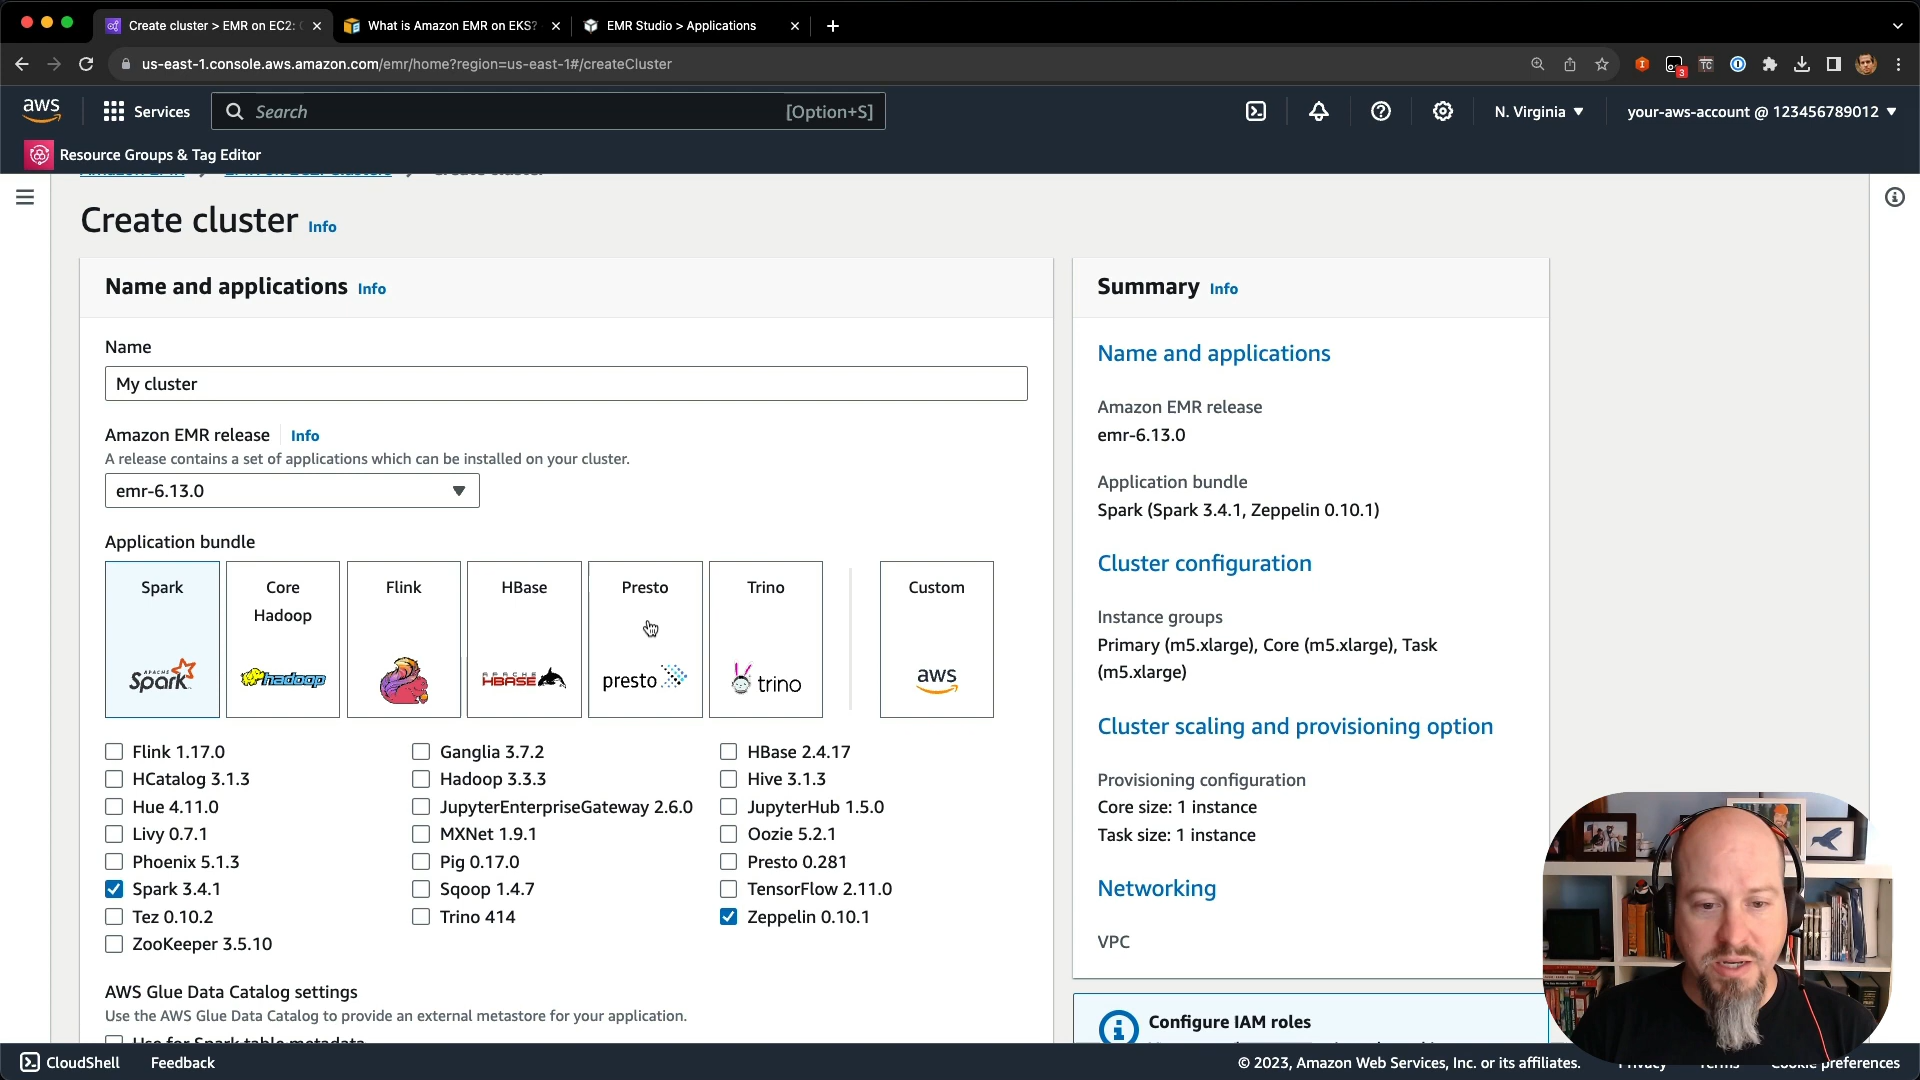 Create cluster > EMR on EC2:
What is Amazon EMR on EKS?
EMR Studio > Applications
us-east-1.console.aws.amazon.com/emr/home?region=us-east-1#/createCluster
3
TC
aws
Services
Search
[Option+S]
N. Virginia
your-aws-account @ 123456789012
Resource Groups & Tag Editor
Create cluster Info
Name and applications Info
Name
My cluster
Amazon EMR release Info
A release contains a set of applications which can be installed on your cluster.
emr-6.13.0
Application bundle
Spark
APACHE
Spark
Core
Hadoop
hadoop
Flink
HBase
APACHE
HBASE
Presto
presto
Trino
trino
Custom
aws
Flink 1.17.0
Ganglia 3.7.2
HBase 2.4.17
HCatalog 3.1.3
Hadoop 3.3.3
Hive 3.1.3
Hue 4.11.0
JupyterEnterpriseGateway 2.6.0
JupyterHub 1.5.0
Livy 0.7.1
MXNet 1.9.1
Oozie 5.2.1
Phoenix 5.1.3
Pig 0.17.0
Presto 0.281
Spark 3.4.1
Sqoop 1.4.7
TensorFlow 2.11.0
Tez 0.10.2
Trino 414
Zeppelin 0.10.1
ZooKeeper 3.5.10
AWS Glue Data Catalog settings
Use the AWS Glue Data Catalog to provide an external metastore for your application.
Use for Spark table metadata
Summary Info
Name and applications
Amazon EMR release
emr-6.13.0
Application bundle
Spark (Spark 3.4.1, Zeppelin 0.10.1)
Cluster configuration
Instance groups
Primary (m5.xlarge), Core (m5.xlarge), Task
(m5.xlarge)
Cluster scaling and provisioning option
Provisioning configuration
Core size: 1 instance
Task size: 1 instance
Networking
VPC
Configure IAM roles
CloudShell
Feedback
© 2023, Amazon Web Services, Inc. or its affiliates.
Privacy
Terms
Cookie preferences